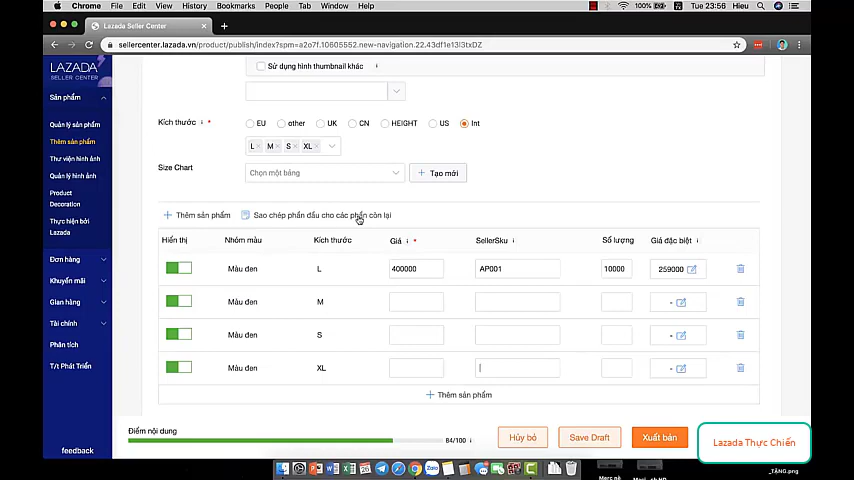 Chrome File Edit View History Bookmarks People Tab Window Help 100% Tue 23:56 Hieu
Lazada Seller Center
sellercenter.lazada.vn/product/publish/index?spm=a2o7f.10605552.new-navigation.22.43df1e13l3txDZ
LAZADA
SELLER CENTER
Sản phẩm
Quản lý sản phẩm
Thêm sản phẩm
Thư viện hình ảnh
Quản lý hình ảnh
Product
Decoration
Thực hiện bởi
Lazada
Đơn hàng
Khuyến mãi
Gian hàng
Tài chính
Phân tích
T/t Phát Triển
feedback
Sử dụng hình thumbnail khác
Kích thước * EU other UK CN HEIGHT US Int
L M S XL
Size Chart Chọn một bảng + Tạo mới
+ Thêm sản phẩm Sao chép phần đầu cho các phần còn lại
Hiển thị Nhóm màu Kích thước Giá * SellerSku Số lượng Giá đặc biệt
Màu đen L 400000 AP001 10000 259000
Màu đen M -
Màu đen S -
Màu đen XL -
+ Thêm sản phẩm
Điểm nội dung
84/100
Hủy bỏ Save Draft Xuất bản
Lazada Thực Chiến
_TẶNG.png